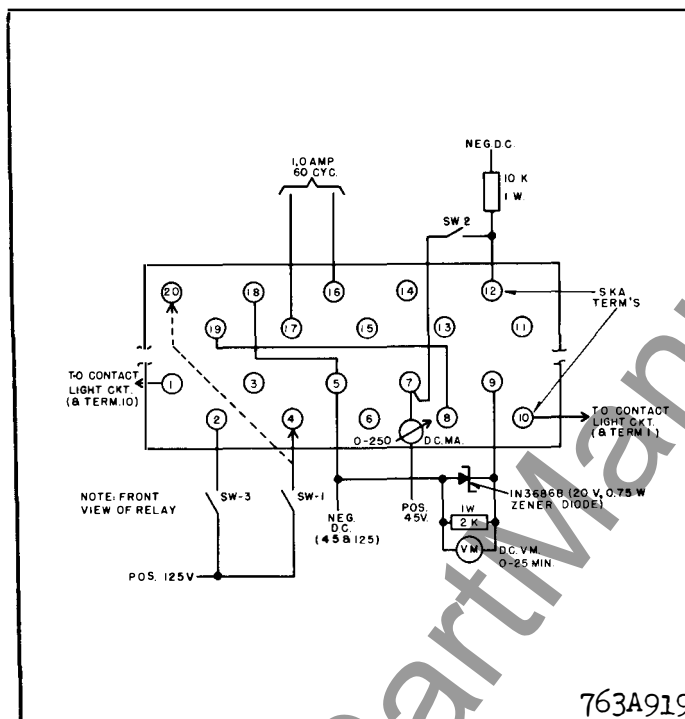 NEG.D.C.
10 K
1 W.
1.0 AMP
60 CYC.
SW 2
20
18
16
14
12
SKA
TERM'S
19
17
15
13
11
TO CONTACT
LIGHT CKT.
(& TERM.10)
1
3
5
7
9
2
4
6
8
10
TO CONTACT
LIGHT CKT.
(& TERM 1)
0-250
D.C.MA.
NOTE: FRONT
VIEW OF RELAY
SW-3
SW-1
NEG.
D.C.
(45 & 125)
POS.
45V.
1N3686B (20 V, 0.75 W
ZENER DIODE)
1W
2 K
VM
D.C. V.M.
0-25 MIN.
POS. 125V
763A919